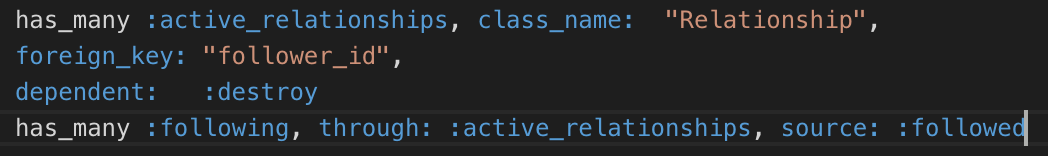 has_many :active_relationships, class_name:  "Relationship",
foreign_key: "follower_id",
dependent:   :destroy
has_many :following, through: :active_relationships, source: :followed